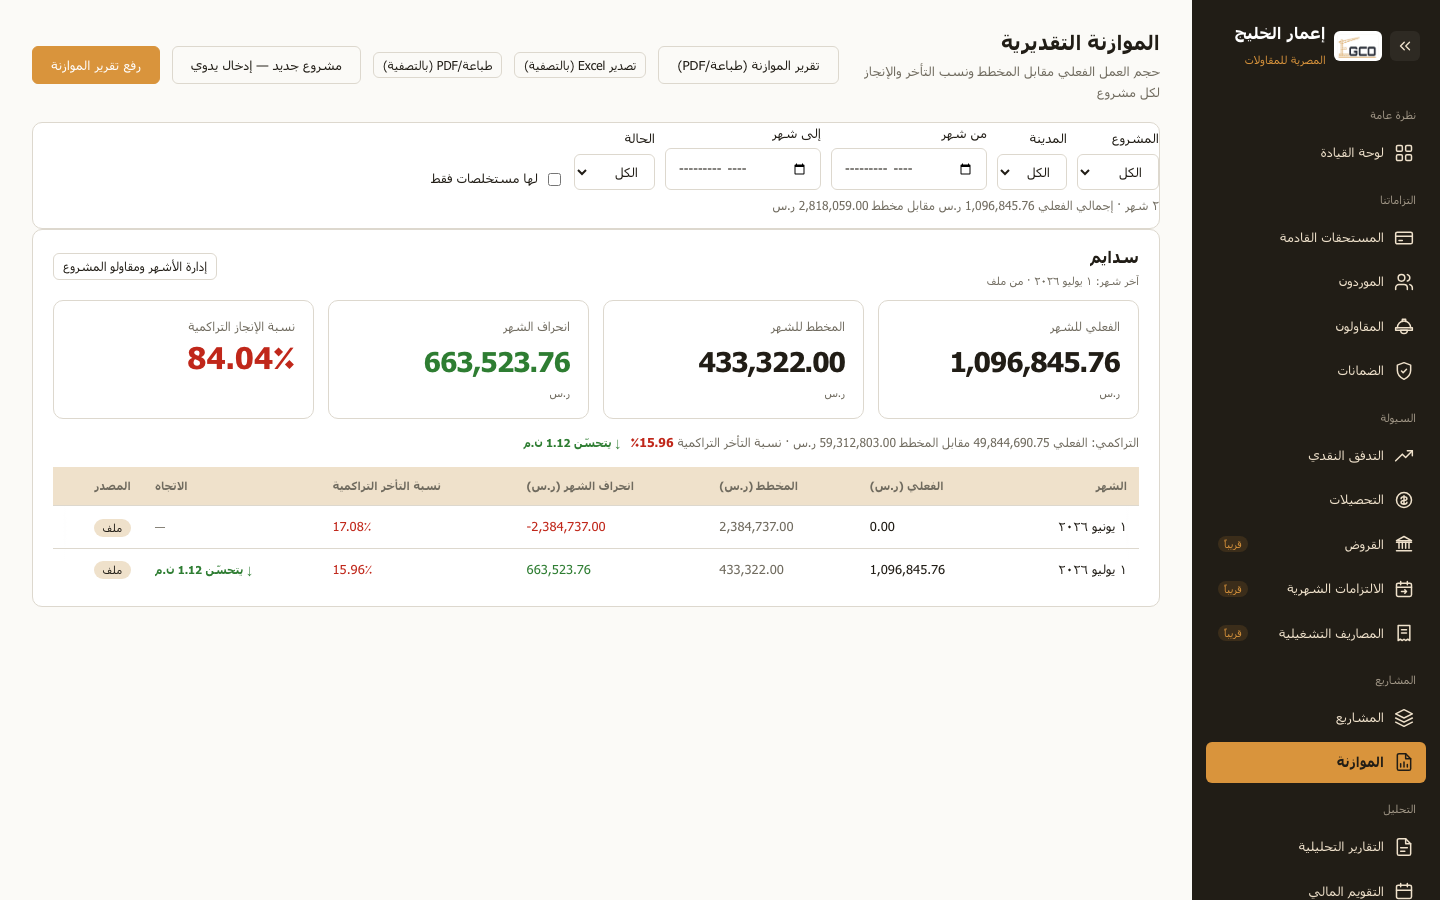 إعمار الخليج
المصرية للمقاولات
EGCO
نظرة عامة
لوحة القيادة
التزاماتنا
المستحقات القادمة
الموردون
المقاولون
الضمانات
السيولة
التدفق النقدي
التحصيلات
القروض
قريباً
الالتزامات الشهرية
قريباً
المصاريف التشغيلية
قريباً
المشاريع
المشاريع
الموازنة
التحليل
التقارير التحليلية
التقويم المالي
الموازنة التقديرية
حجم العمل الفعلي مقابل المخطط ونسب التأخر والإنجاز
لكل مشروع
تقرير الموازنة (طباعة/PDF)
تصدير Excel (بالتصفية)
طباعة/PDF (بالتصفية)
مشروع جديد — إدخال يدوي
رفع تقرير الموازنة
المشروع
المدينة
من شهر
إلى شهر
الحالة
الكل
الكل
--------- ----
--------- ----
الكل
لها مستخلصات فقط
٢ شهر · إجمالي الفعلي 1,096,845.76 ر.س مقابل مخطط 2,818,059.00 ر.س
سدايم
آخر شهر: ١ يوليو ٢٠٢٦ · من ملف
إدارة الأشهر ومقاولو المشروع
الفعلي للشهر
1,096,845.76
ر.س
المخطط للشهر
433,322.00
ر.س
انحراف الشهر
663,523.76
ر.س
نسبة الإنجاز التراكمية
84.04٪
التراكمي: الفعلي 49,844,690.75 مقابل المخطط 59,312,803.00 ر.س · نسبة التأخر التراكمية 15.96٪ ↓ يتحسّن 1.12 ن.م
الشهر الفعلي (ر.س) المخطط (ر.س) انحراف الشهر (ر.س) نسبة التأخر التراكمية الاتجاه المصدر
١ يونيو ٢٠٢٦ 0.00 2,384,737.00 -2,384,737.00 17.08٪ — ملف
١ يوليو ٢٠٢٦ 1,096,845.76 433,322.00 663,523.76 15.96٪ ↓ يتحسّن 1.12 ن.م ملف